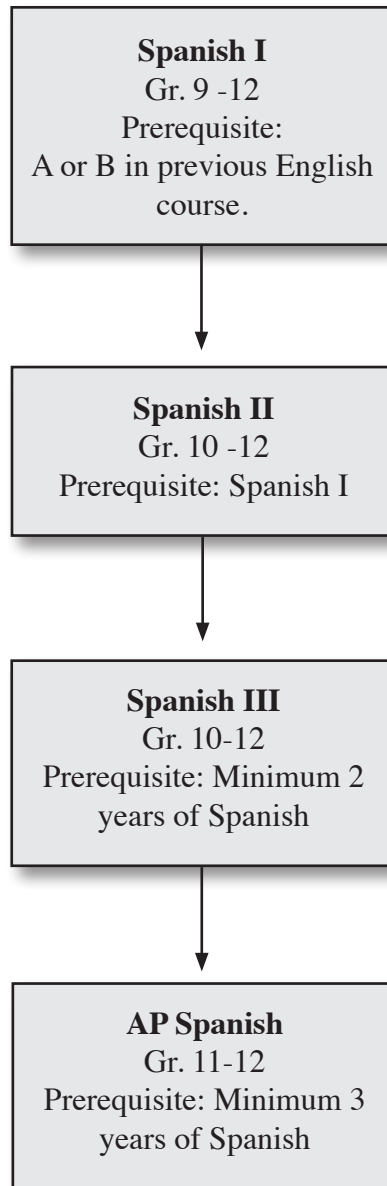 Spanish I
Gr. 9 -12
Prerequisite:
A or B in previous English
course.
Spanish II
Gr. 10 -12
Prerequisite: Spanish I
Spanish III
Gr. 10-12
Prerequisite: Minimum 2
years of Spanish
AP Spanish
Gr. 11-12
Prerequisite: Minimum 3
years of Spanish